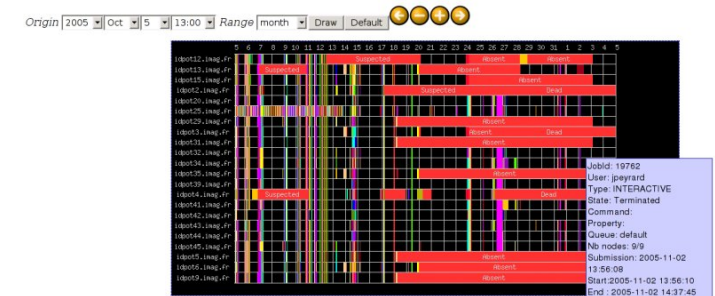 Origin 2005 Oct 5 13:00 Range month Draw Default
5 6 7 8 9 10 11 12 13 14 15 16 17 18 19 20 21 22 23 24 25 26 27 28 29 30 31 1 2 3 4 5
idpot12.imag.fr Suspected Absent Absent
idpot13.imag.fr Suspected Absent
idpot15.imag.fr Absent
idpot2.imag.fr Suspected Dead
idpot20.imag.fr
idpot25.imag.fr
idpot29.imag.fr Absent
idpot3.imag.fr Absent Dead
idpot31.imag.fr Absent
idpot32.imag.fr
idpot34.imag.fr
idpot35.imag.fr Absent
idpot39.imag.fr
idpot4.imag.fr Suspected Dead
idpot41.imag.fr
idpot42.imag.fr
idpot43.imag.fr
idpot44.imag.fr
idpot45.imag.fr
idpot5.imag.fr Absent
idpot6.imag.fr Absent
idpot9.imag.fr Absent
JobId: 19762
User: jpeyrard
Type: INTERACTIVE
State: Terminated
Command:
Property:
Queue: default
Nb nodes: 9/9
Submission: 2005-11-02
13:56:08
Start:2005-11-02 13:56:10
End : 2005-11-02 14:37:45